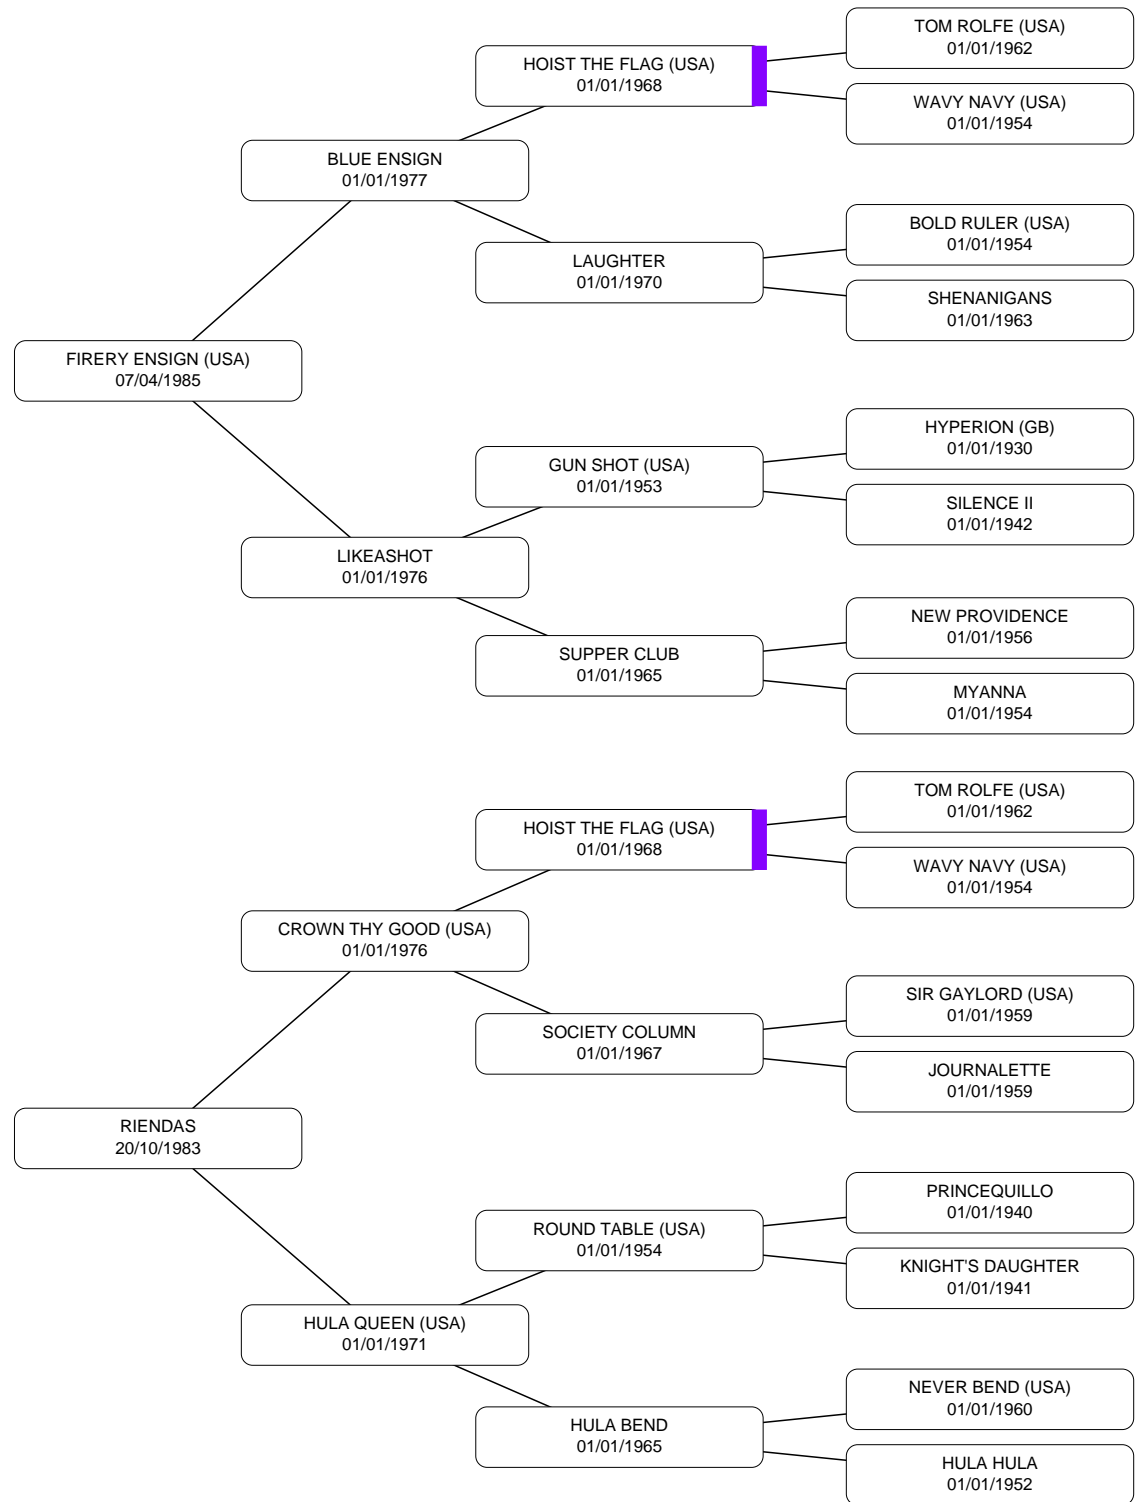 TOM ROLFE (USA)
01/01/1962
HOIST THE FLAG (USA)
01/01/1968
WAVY NAVY (USA)
01/01/1954
BLUE ENSIGN
01/01/1977
BOLD RULER (USA)
01/01/1954
LAUGHTER
01/01/1970
SHENANIGANS
01/01/1963
FIRERY ENSIGN (USA)
07/04/1985
HYPERION (GB)
01/01/1930
GUN SHOT (USA)
01/01/1953
SILENCE II
01/01/1942
LIKEASHOT
01/01/1976
NEW PROVIDENCE
01/01/1956
SUPPER CLUB
01/01/1965
MYANNA
01/01/1954
TOM ROLFE (USA)
01/01/1962
HOIST THE FLAG (USA)
01/01/1968
WAVY NAVY (USA)
01/01/1954
CROWN THY GOOD (USA)
01/01/1976
SIR GAYLORD (USA)
01/01/1959
SOCIETY COLUMN
01/01/1967
JOURNALETTE
01/01/1959
RIENDAS
20/10/1983
PRINCEQUILLO
01/01/1940
ROUND TABLE (USA)
01/01/1954
KNIGHT'S DAUGHTER
01/01/1941
HULA QUEEN (USA)
01/01/1971
NEVER BEND (USA)
01/01/1960
HULA BEND
01/01/1965
HULA HULA
01/01/1952